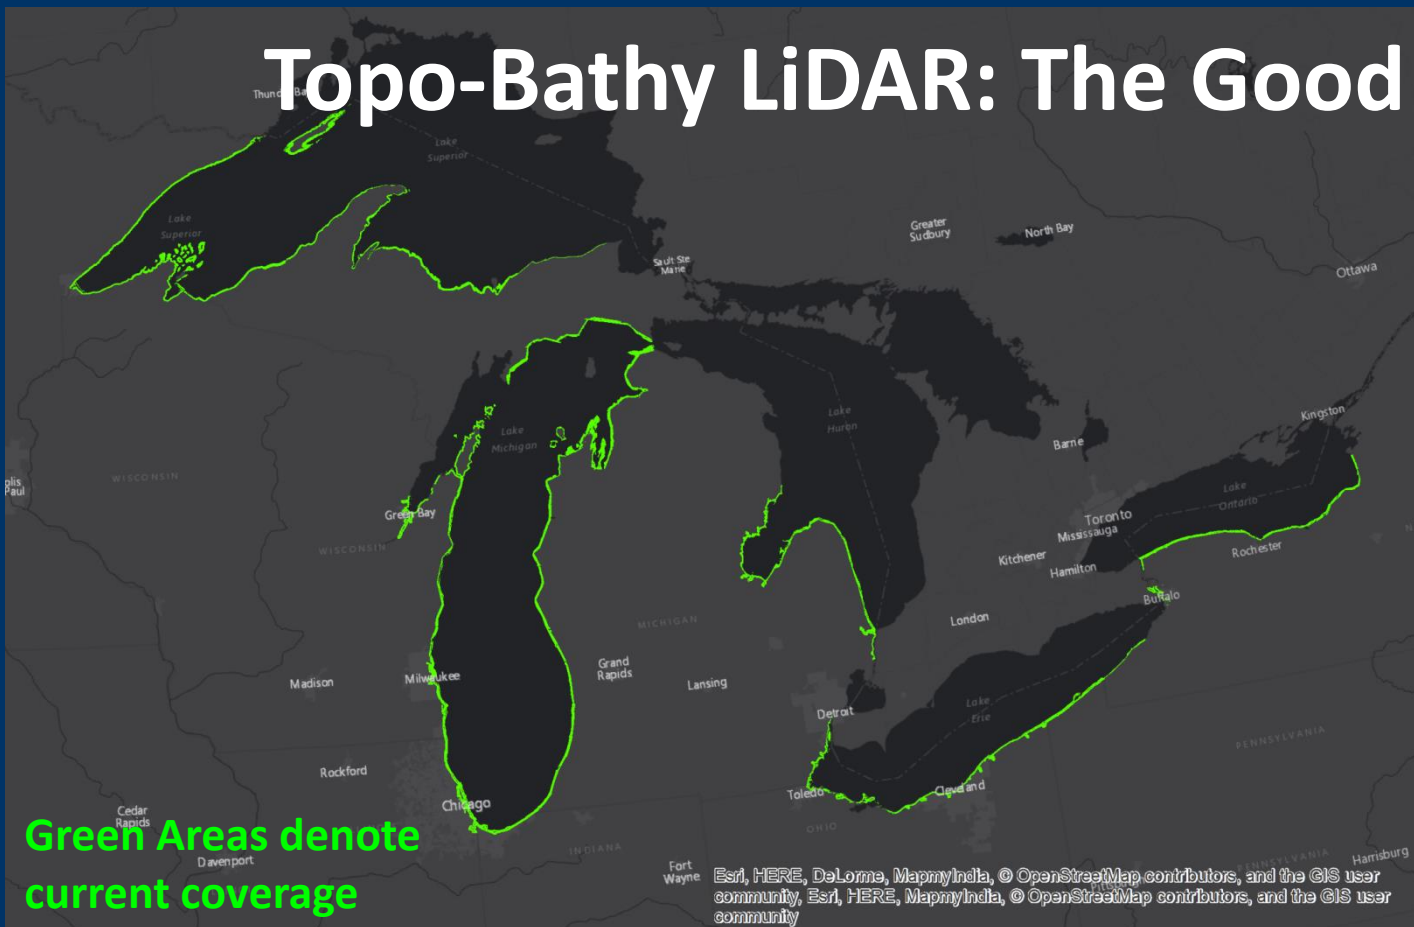 Topo-Bathy LiDAR: The Good
Lake
Superior
Lake
Superior
Greater
Sudbury
North Bay
Sault Ste
Marie
Ottawa
Kingston
Lake
Huron
Barrie
Lake
Michigan
WISCONSIN
Paul
Green Bay
WISCONSIN
Lake
Ontario
Toronto
Mississauga
Rochester
Kitchener
Hamilton
Buffalo
London
MICHIGAN
Grand
Rapids
Lansing
Madison
Milwaukee
Detroit
Lake
Erie
PENNSYLVANIA
Rockford
Toledo
Cleveland
Chicago
Cedar
Rapids
OHIO
Green Areas denote
current coverage
INDIANA
Davenport
Fort
Wayne
PENNSYLVANIA
Harrisburg
Esri, HERE, DeLorme, MapmyIndia, © OpenStreetMap contributors, and the GIS user
community, Esri, HERE, MapmyIndia, © OpenStreetMap contributors, and the GIS user
community